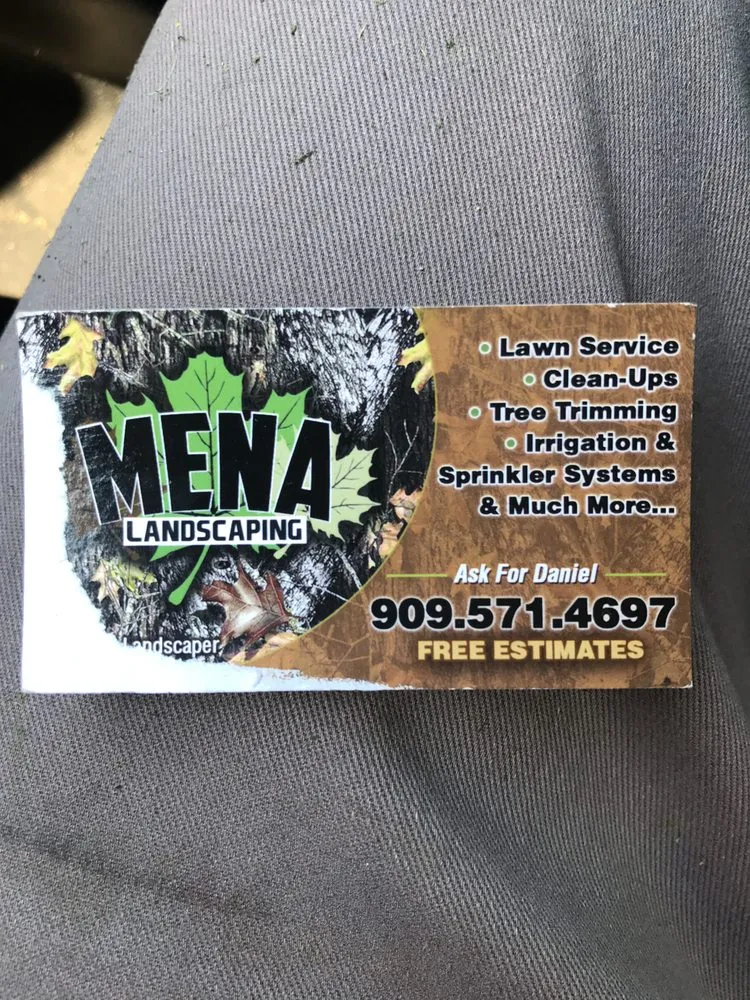 MENA
LANDSCAPING
Landscaper
• Lawn Service
• Clean-Ups
• Tree Trimming
• Irrigation &
Sprinkler Systems
& Much More...
Ask For Daniel
909.571.4697
FREE ESTIMATES